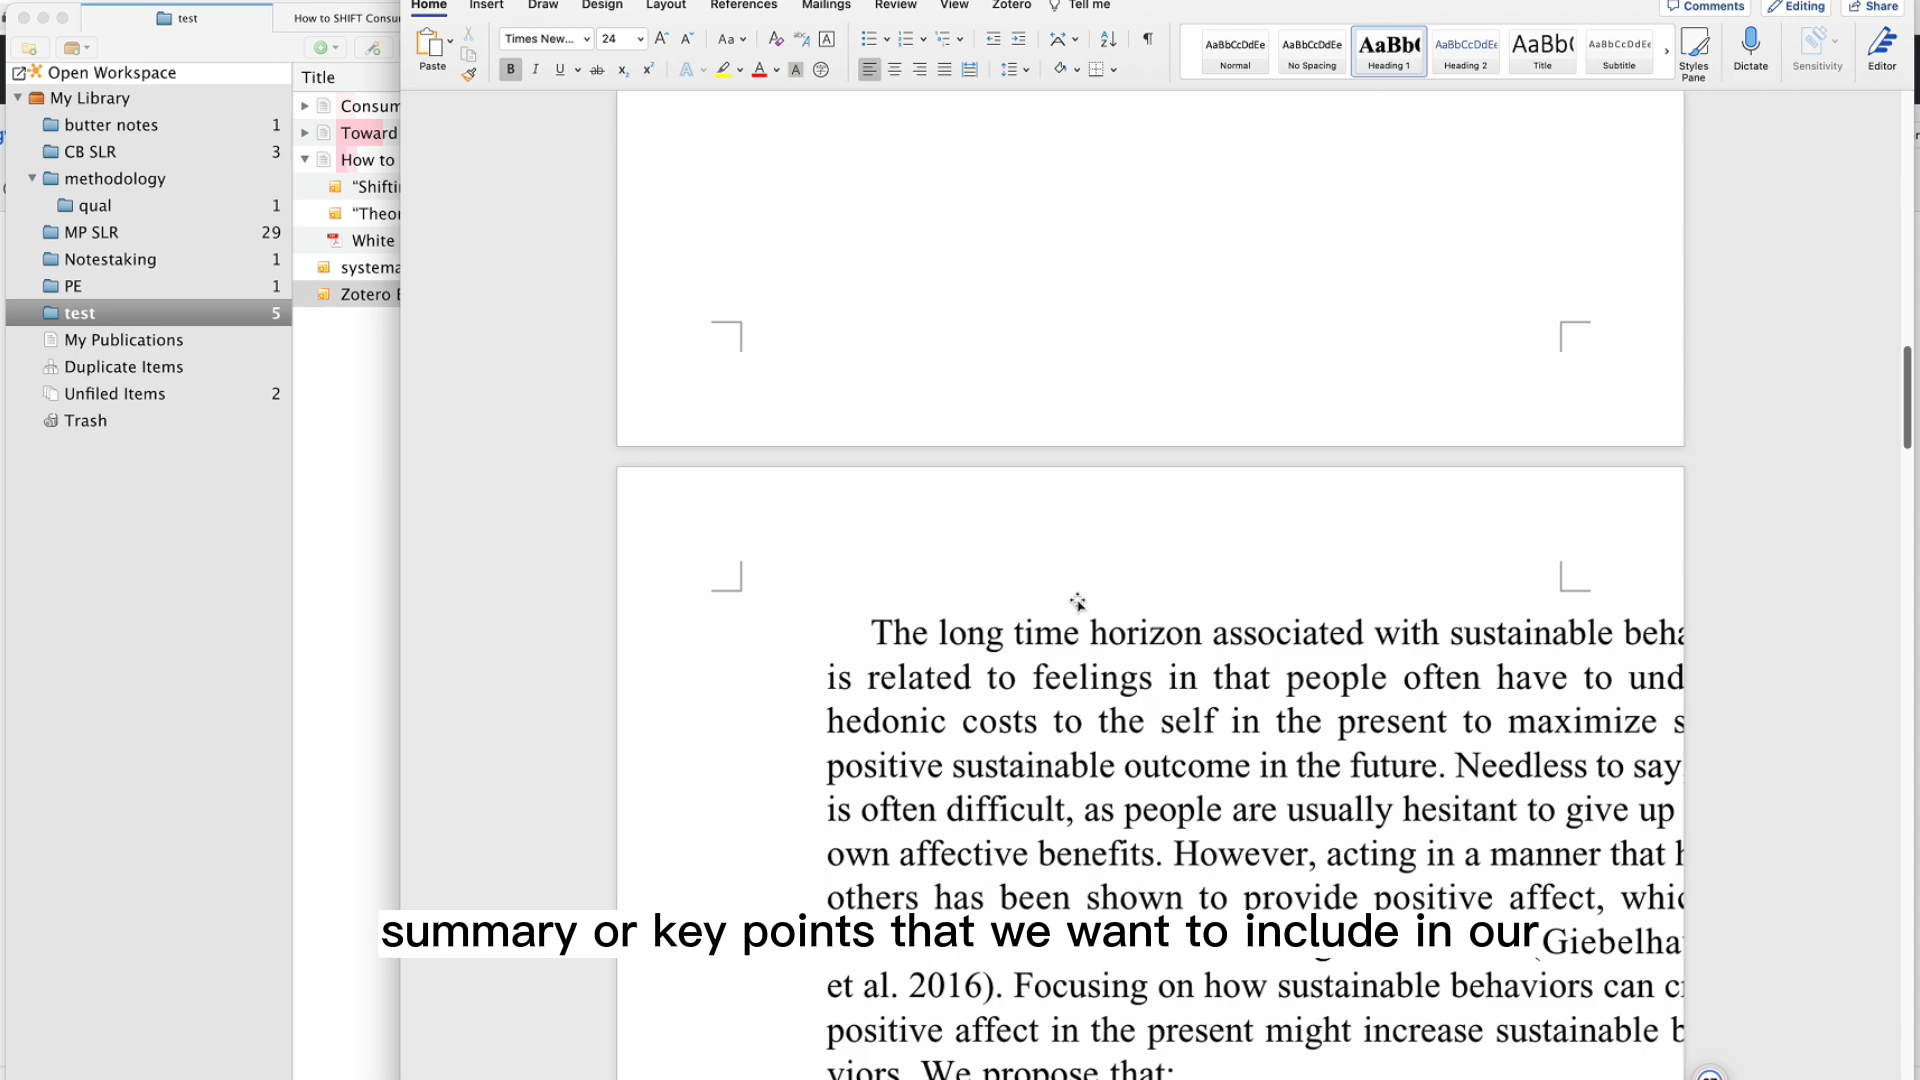 test
How to SHIFT Consu
Home
Insert
Draw
Design
Layout
References
Mailings
Review
View
Zotero
Tell me
Comments
Editing
Share
Paste
Times New...
24
Aa
AaBbCcDdEe
Normal
AaBbCcDdEe
No Spacing
AaBb(
Heading 1
AaBbCcDdEe
Heading 2
AaBb(
Title
AaBbCcDdEe
Subtitle
Styles
Pane
Dictate
Sensitivity
Editor
Open Workspace
My Library
butter notes 1
CB SLR 3
methodology
qual 1
MP SLR 29
Notestaking 1
PE 1
test 5
My Publications
Duplicate Items
Unfiled Items 2
Trash
Title
Consum
Toward
How to
“Shifti
“Theor
White
systema
Zotero
The long time horizon associated with sustainable beha
is related to feelings in that people often have to und
hedonic costs to the self in the present to maximize s
positive sustainable outcome in the future. Needless to say
is often difficult, as people are usually hesitant to give up
own affective benefits. However, acting in a manner that
others has been shown to provide positive affect, whic
summary or key points that we want to include in our
Giebelha
et al. 2016). Focusing on how sustainable behaviors can
positive affect in the present might increase sustainable b
viors. We propose that: